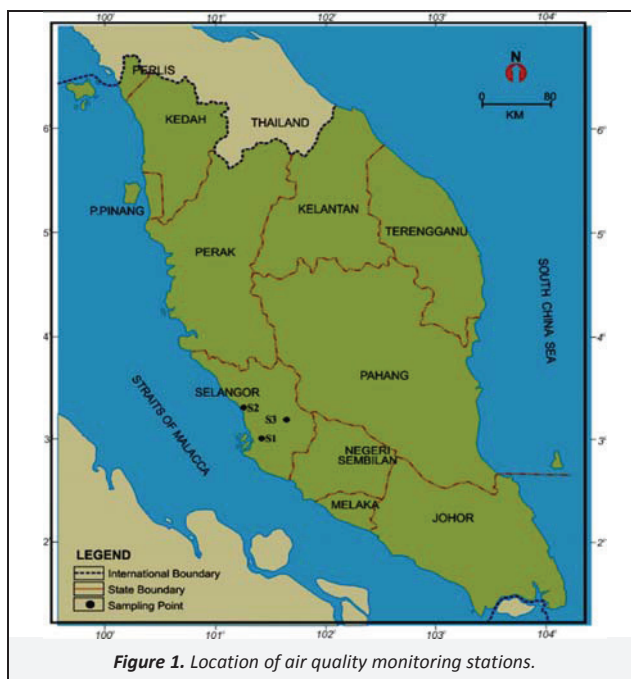 100˚
101˚
102˚
103˚
104˚
N
0 80
KM
PERLIS
KEDAH
THAILAND
6˚
6˚
P.PINANG
KELANTAN
TERENGGANU
5˚
5˚
PERAK
SOUTH CHINA SEA
4˚
4˚
PAHANG
STRAITS OF MALACCA
SELANGOR
S2
S3
3˚
S1
3˚
NEGERI
SEMBILAN
MELAKA
JOHOR
2˚
2˚
LEGEND
International Boundary
State Boundary
Sampling Point
100˚
101˚
102˚
103˚
104˚
Figure 1. Location of air quality monitoring stations.